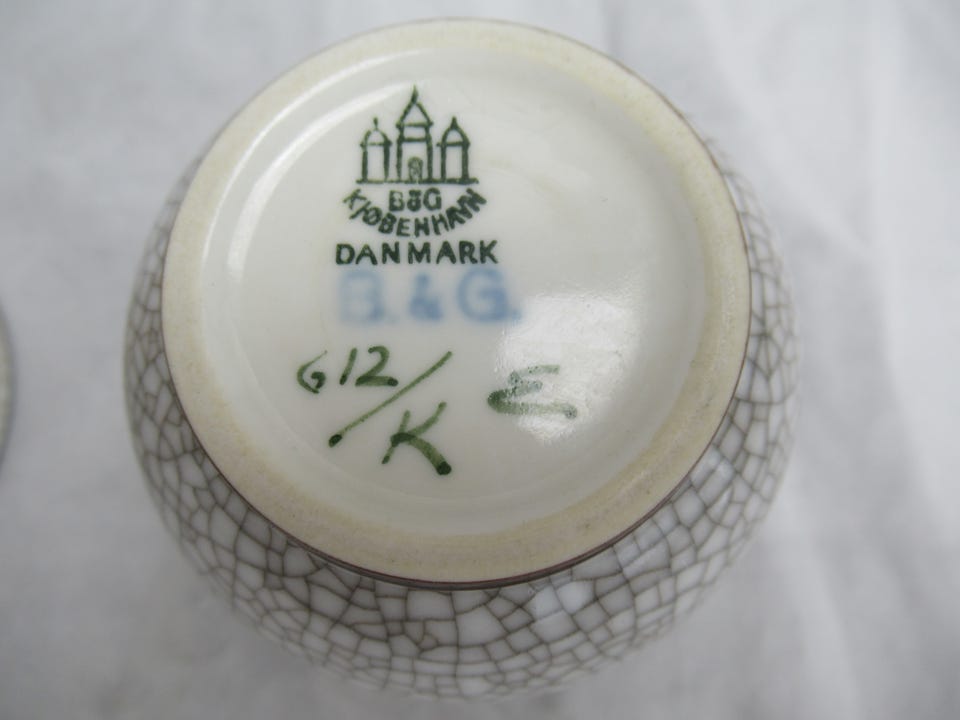 B&G
KJØBENHAVN
DANMARK
B.&G.
612/K E